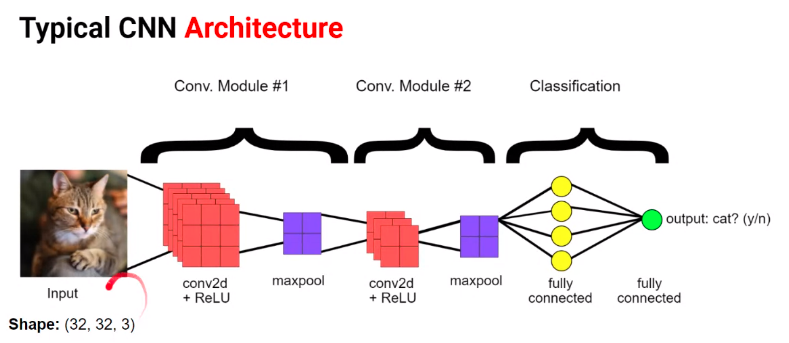 Typical CNN Architecture
Conv. Module #1
Conv. Module #2
Classification
output: cat? (y/n)
Input
conv2d
+ ReLU
maxpool
conv2d
+ ReLU
maxpool
fully
connected
fully
connected
Shape: (32, 32, 3)